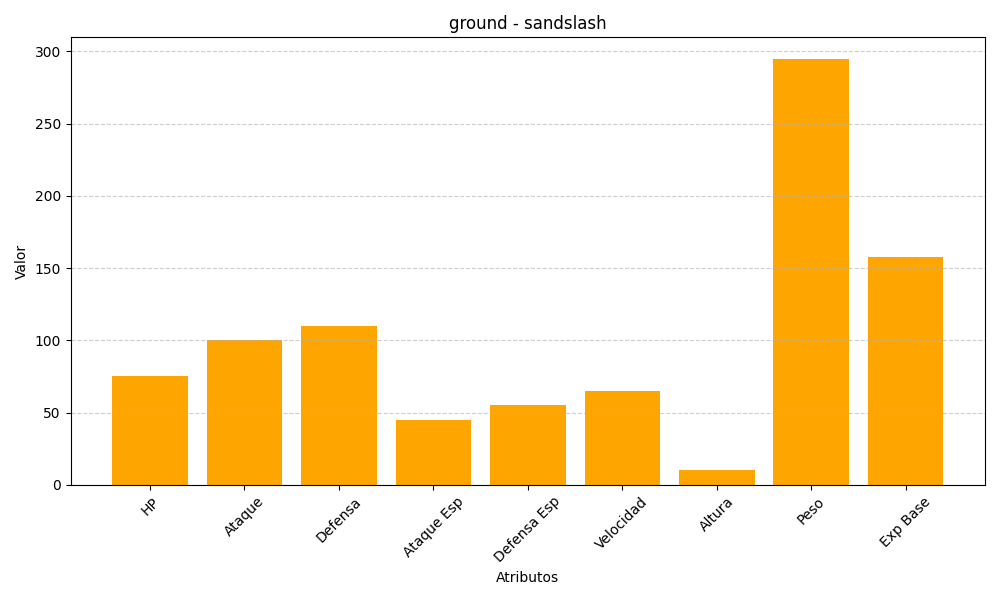 ground - sandslash
Valor
300
250
200
150
100
50
0
HP
Ataque
Defensa
Ataque Esp
Defensa Esp
Velocidad
Altura
Peso
Exp Base
Atributos